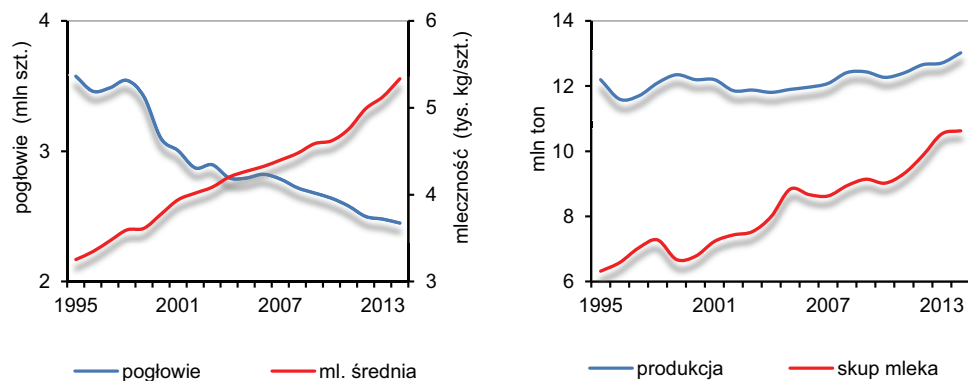 4
3
2
pogłowie (mln szt.)
6
5
4
3
mleczność (tys. kg/szt.)
1995 2001 2007 2013
pogłowie ml. średnia
14
12
10
8
6
mln ton
1995 2001 2007 2013
produkcja skup mleka